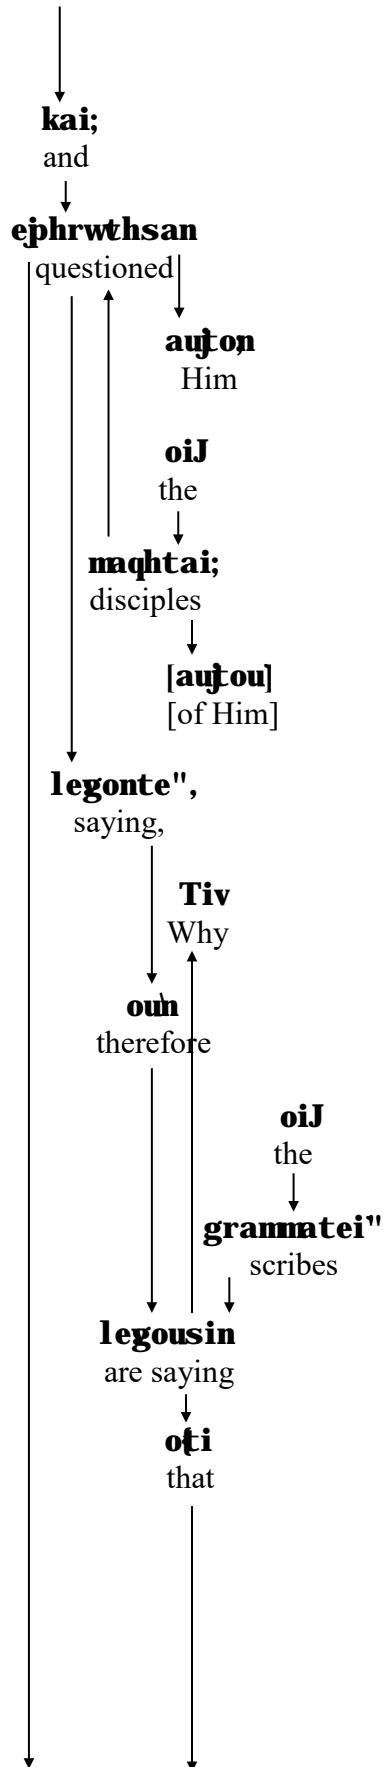 kai;
and
ejphrwvthsan
questioned
aujto;n
Him
oiJ
the
maqhtai;
disciples
[aujtou']
[of Him]
levgonte",
saying,
Tiv
Why
ou\n
therefore
oiJ
the
grammatei'"
scribes
levgousin
are saying
o{ti
that